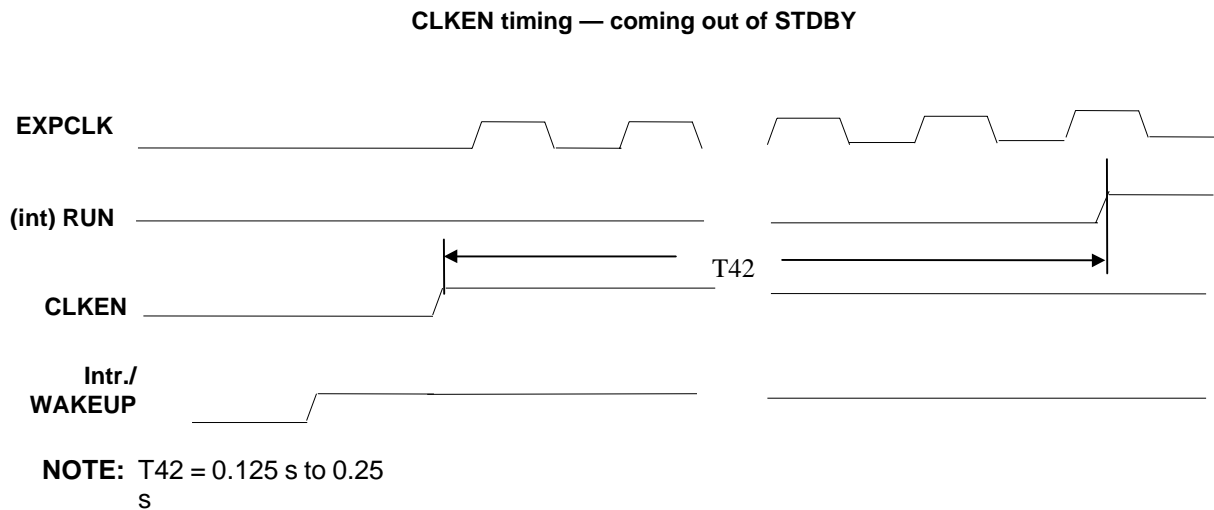 CLKEN timing — coming out of STDBY
EXPCLK
(int) RUN
T42
CLKEN
Intr./
WAKEUP
NOTE: T42 = 0.125 s to 0.25
s